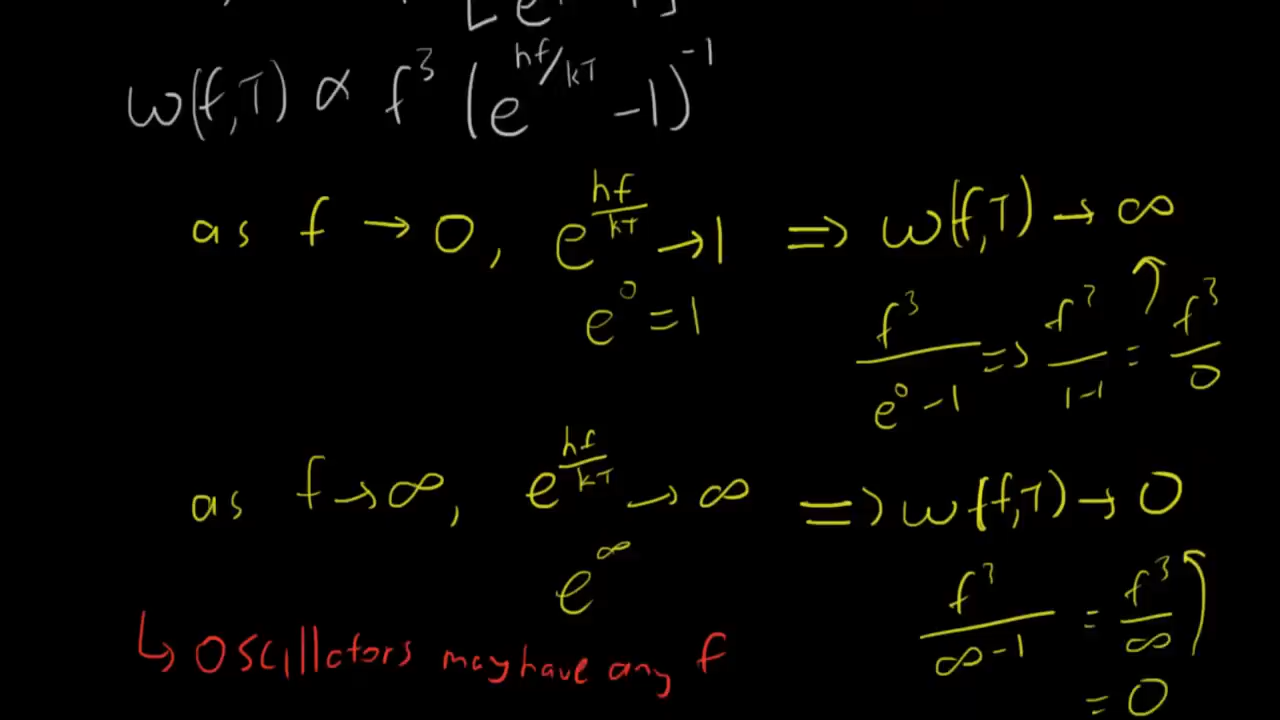 [e
w(f,T) ∝ f³ (e^{hf/kT} - 1)^{-1}
as f → 0, e^{hf/kT} → 1 => w(f,T) → ∞
e⁰ = 1
f³/(e⁰-1) => f³/(1-1) = f³/0
as f → ∞, e^{hf/kT} → ∞ => w(f,T) → 0
e^∞
f³/(∞-1) = f³/∞
= 0
↳ Oscillators may have any f